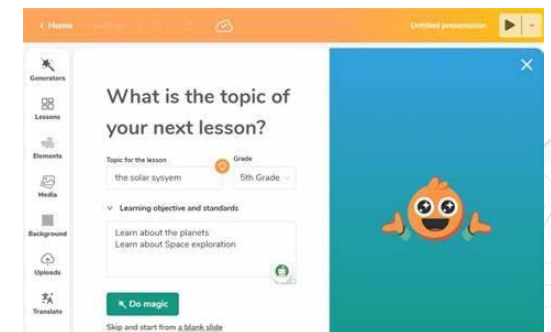 < Home
Settings
Untitled presentation
Generators
Lessons
Elements
Media
Background
Uploads
Translate
What is the topic of
your next lesson?
Topic for the lesson
Grade
the solar sysyem
5th Grade
Learning objective and standards
Learn about the planets
Learn about Space exploration
Do magic
Skip and start from a blank slide